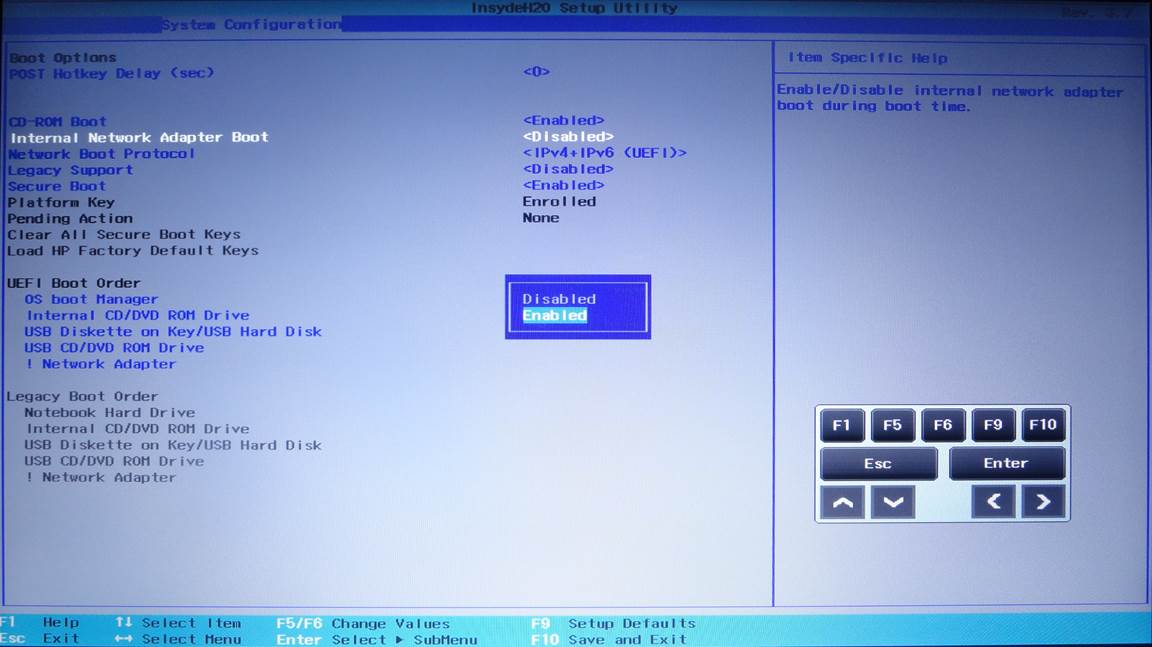 InsydeH20 Setup Utility
Rev. 3.7
System Configuration
Boot Options
POST Hotkey Delay (sec) <0>
CD-ROM Boot <Enabled>
Internal Network Adapter Boot <Disabled>
Network Boot Protocol <IPv4+IPv6 (UEFI)>
Legacy Support <Disabled>
Secure Boot <Enabled>
Platform Key Enrolled
Pending Action None
Clear All Secure Boot Keys
Load HP Factory Default Keys
UEFI Boot Order
OS boot Manager
Internal CD/DVD ROM Drive
USB Diskette on Key/USB Hard Disk
USB CD/DVD ROM Drive
! Network Adapter
Disabled
Enabled
Legacy Boot Order
Notebook Hard Drive
Internal CD/DVD ROM Drive
USB Diskette on Key/USB Hard Disk
USB CD/DVD ROM Drive
! Network Adapter
Item Specific Help
Enable/Disable internal network adapter
boot during boot time.
F1 F5 F6 F9 F10
Esc Enter
F1 Help ↑↓ Select Item F5/F6 Change Values F9 Setup Defaults
Esc Exit ↔ Select Menu Enter Select ▶ SubMenu F10 Save and Exit